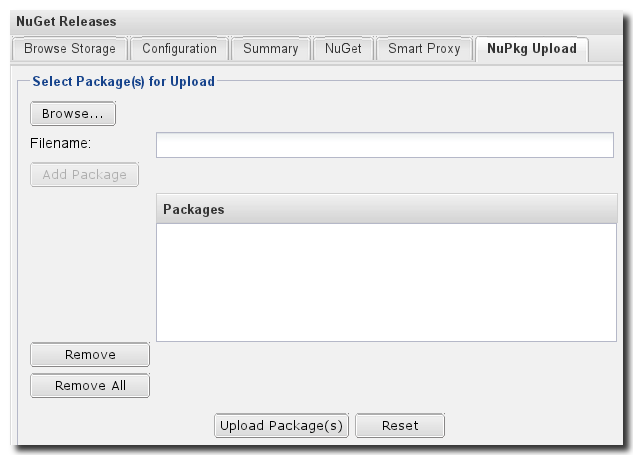 NuGet Releases
Browse Storage Configuration Summary NuGet Smart Proxy NuPkg Upload
Select Package(s) for Upload
Browse...
Filename:
Add Package
Packages
Remove
Remove All
Upload Package(s) Reset